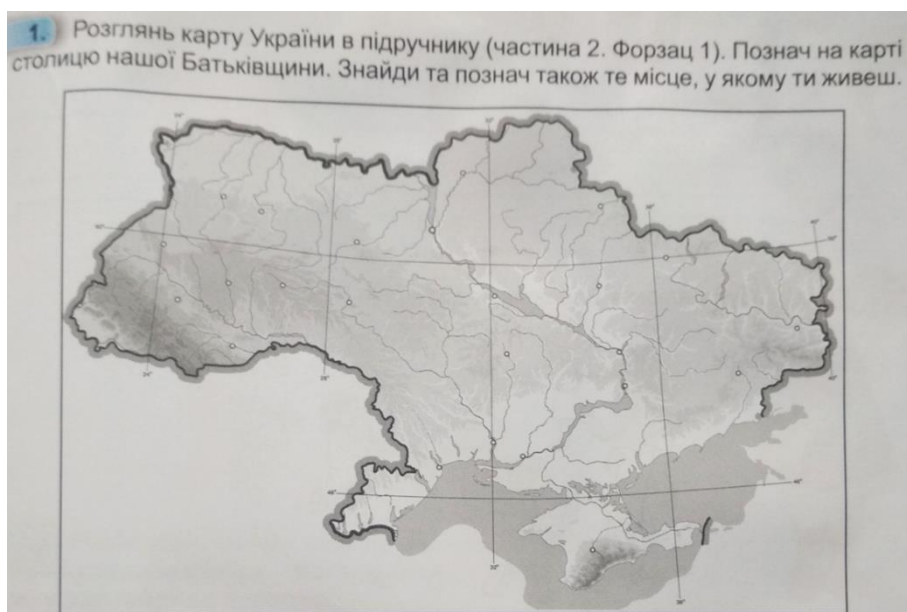 1. Розглянь карту України в підручнику (частина 2. Форзац 1). Познач на карті
столицю нашої Батьківщини. Знайди та познач також те місце, у якому ти живеш.